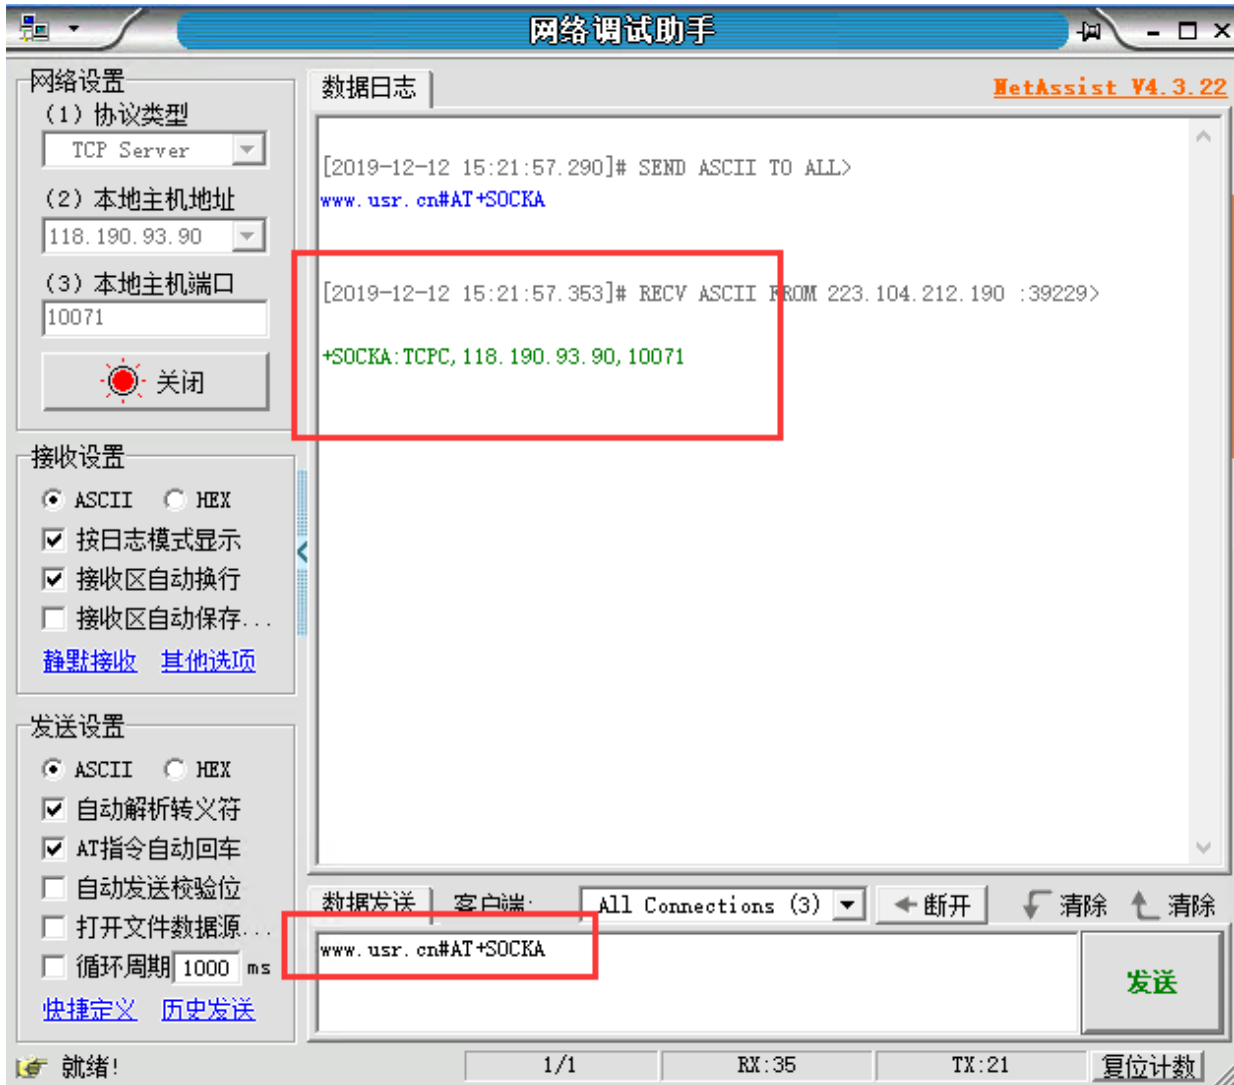 网络调试助手
网络设置
(1) 协议类型
TCP Server
(2) 本地主机地址
118.190.93.90
(3) 本地主机端口
10071
关闭
接收设置
ASCII HEX
按日志模式显示
接收区自动换行
接收区自动保存...
静默接收 其他选项
发送设置
ASCII HEX
自动解析转义符
AT指令自动回车
自动发送校验位
打开文件数据源...
循环周期 1000 ms
快捷定义 历史发送
数据日志
NetAssist V4.3.22
[2019-12-12 15:21:57.290]# SEND ASCII TO ALL>
www.usr.cn#AT+SOCKA
[2019-12-12 15:21:57.353]# RECV ASCII FROM 223.104.212.190 :39229>
+SOCKA:TCPC,118.190.93.90,10071
数据发送 客户端: All Connections (3) 断开 清除 清除
www.usr.cn#AT+SOCKA
发送
就绪! 1/1 RX:35 TX:21 复位计数